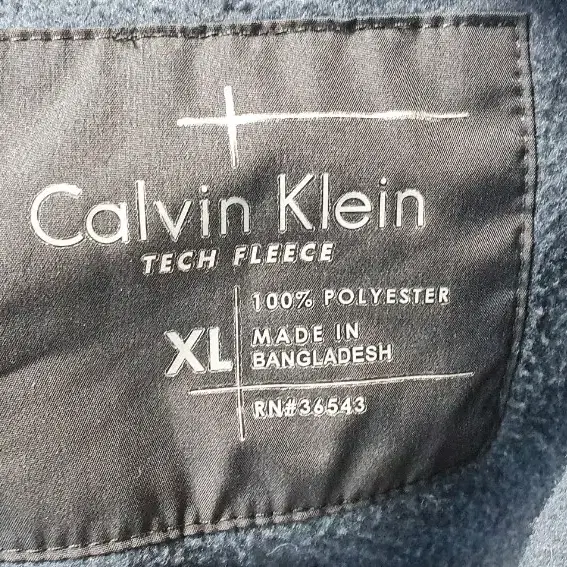 Calvin Klein
TECH FLEECE
100% POLYESTER
XL
MADE IN
BANGLADESH
RN#36543